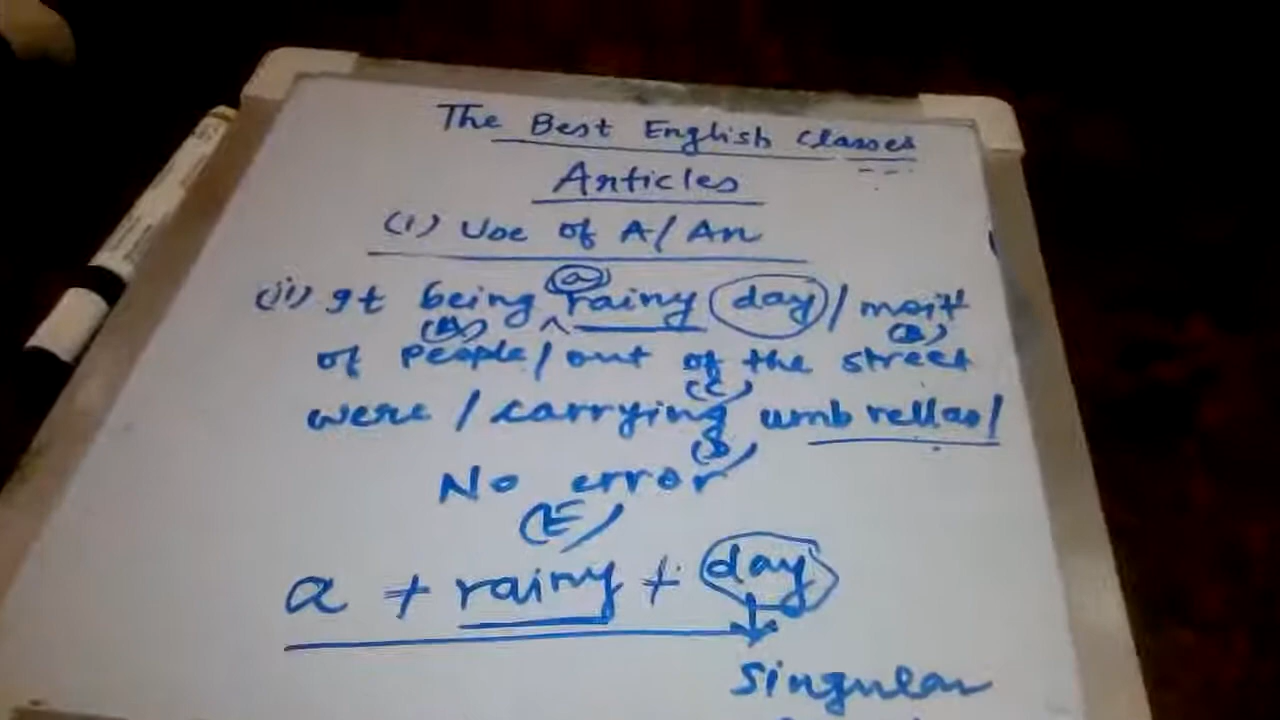 The Best English Classes
Articles
(i) Use of A/An
(a)
(ii) It being ^ rainy day / most
(A) (B)
of people / out of the street
(C)
were / carrying umbrellas /
(D)
No error
(E)
a + rainy + day
Singular